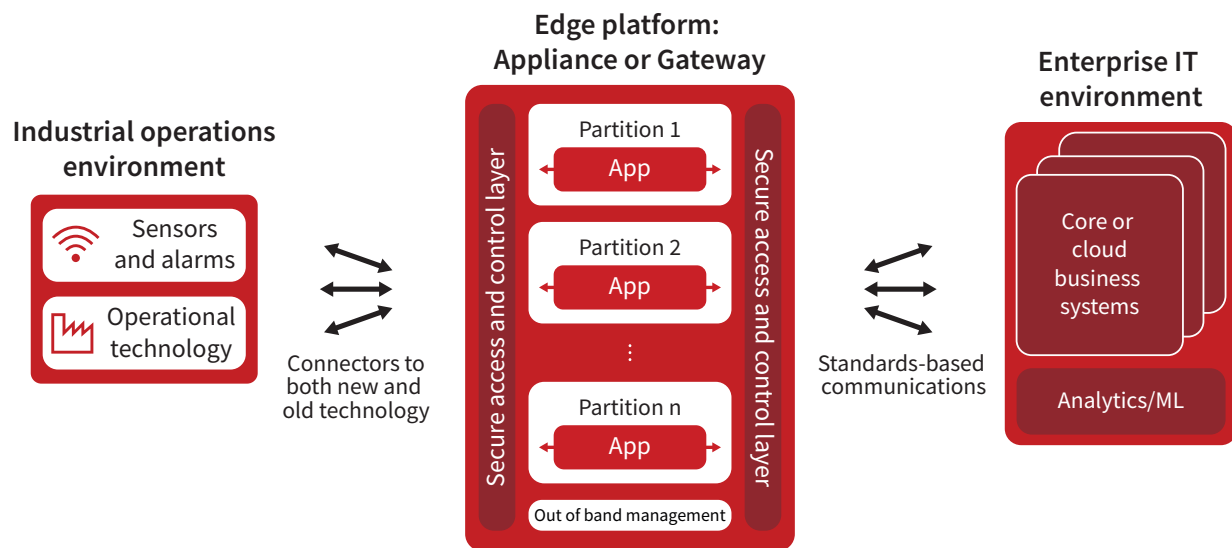 Industrial operations
environment
Sensors
and alarms
Operational
technology
Connectors to
both new and
old technology
Edge platform:
Appliance or Gateway
Secure access and control layer
Partition 1
App
Partition 2
App
⋮
Partition n
App
Out of band management
Secure access and control layer
Standards-based
communications
Enterprise IT
environment
Core or
cloud
business
systems
Analytics/ML